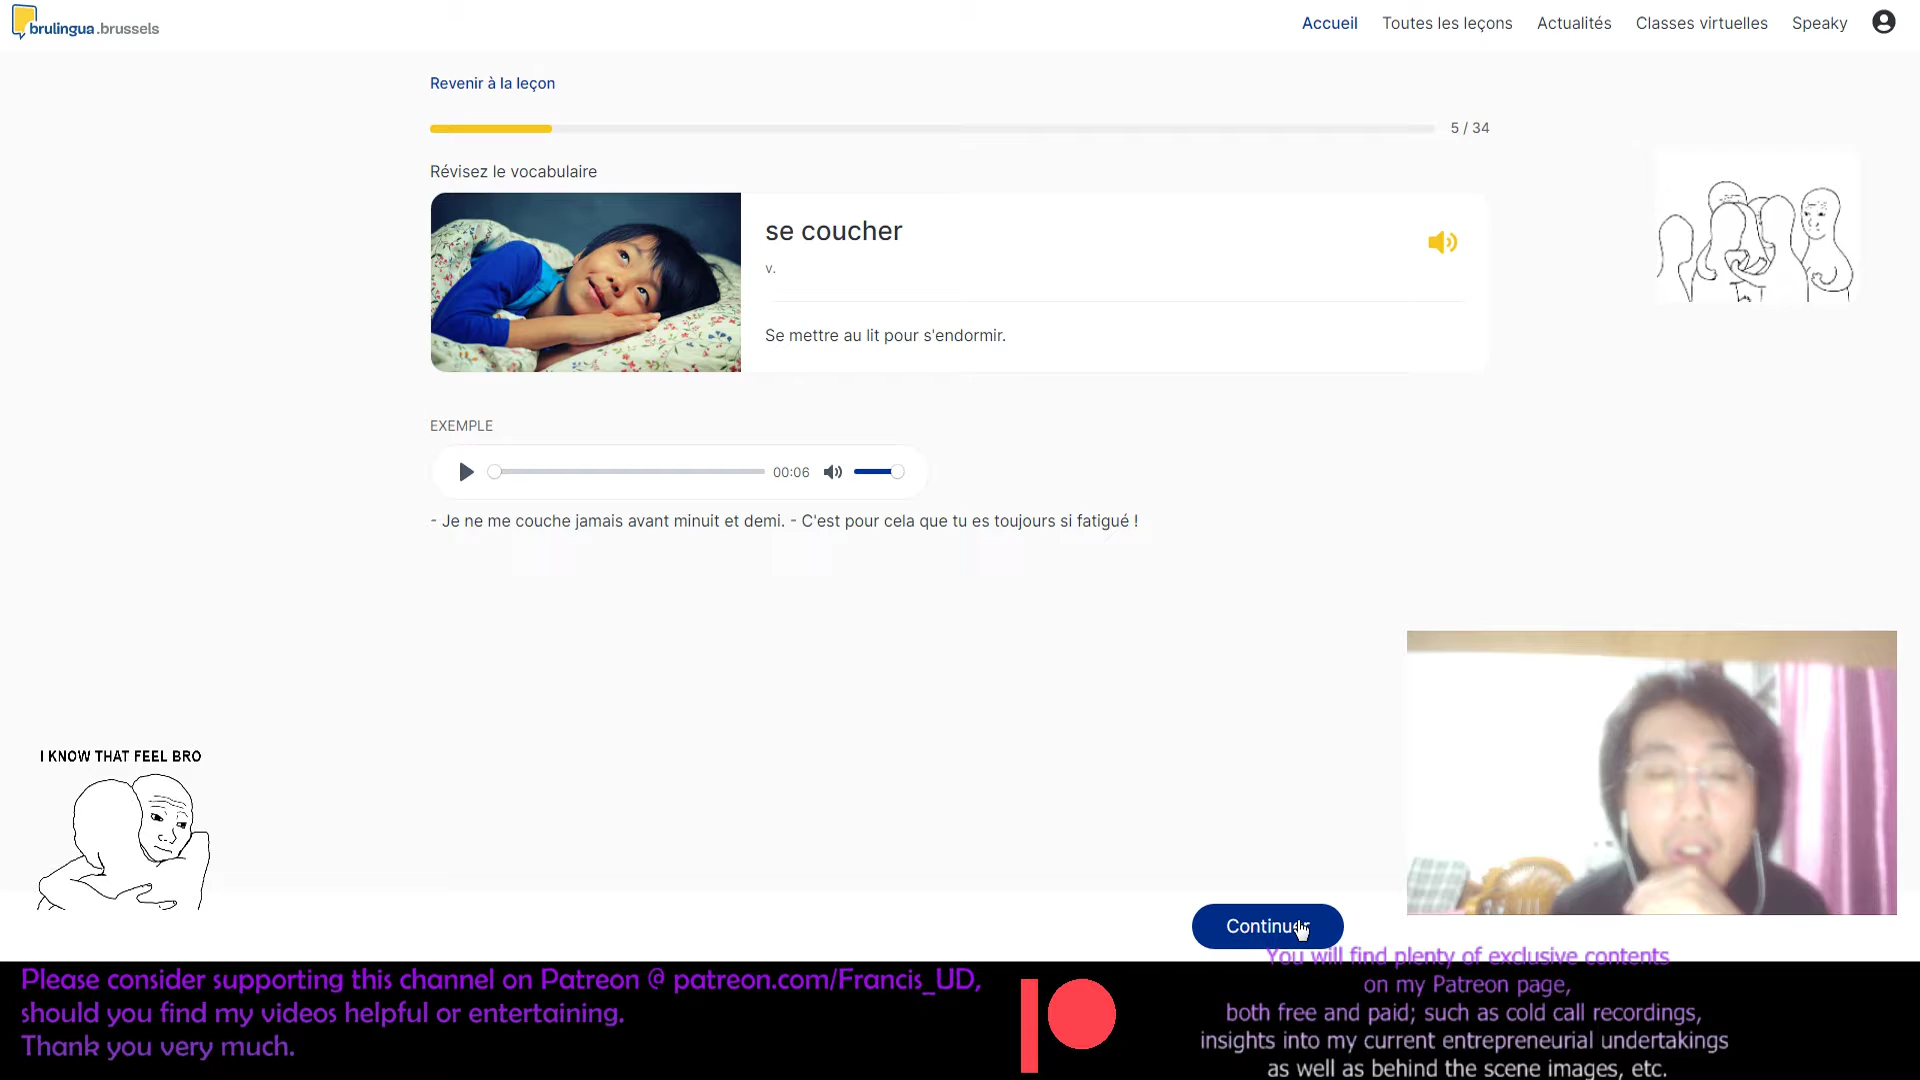 brulingua.brussels
Accueil
Toutes les leçons
Actualités
Classes virtuelles
Speaky
Revenir à la leçon
5 / 34
Révisez le vocabulaire
se coucher
v.
Se mettre au lit pour s'endormir.
EXEMPLE
00:06
- Je ne me couche jamais avant minuit et demi. - C'est pour cela que tu es toujours si fatigué !
I KNOW THAT FEEL BRO
Continuer
Please consider supporting this channel on Patreon @ patreon.com/Francis_UD,
should you find my videos helpful or entertaining.
Thank you very much.
You will find plenty of exclusive contents
on my Patreon page,
both free and paid; such as cold call recordings,
insights into my current entrepreneurial undertakings
as well as behind the scene images, etc.